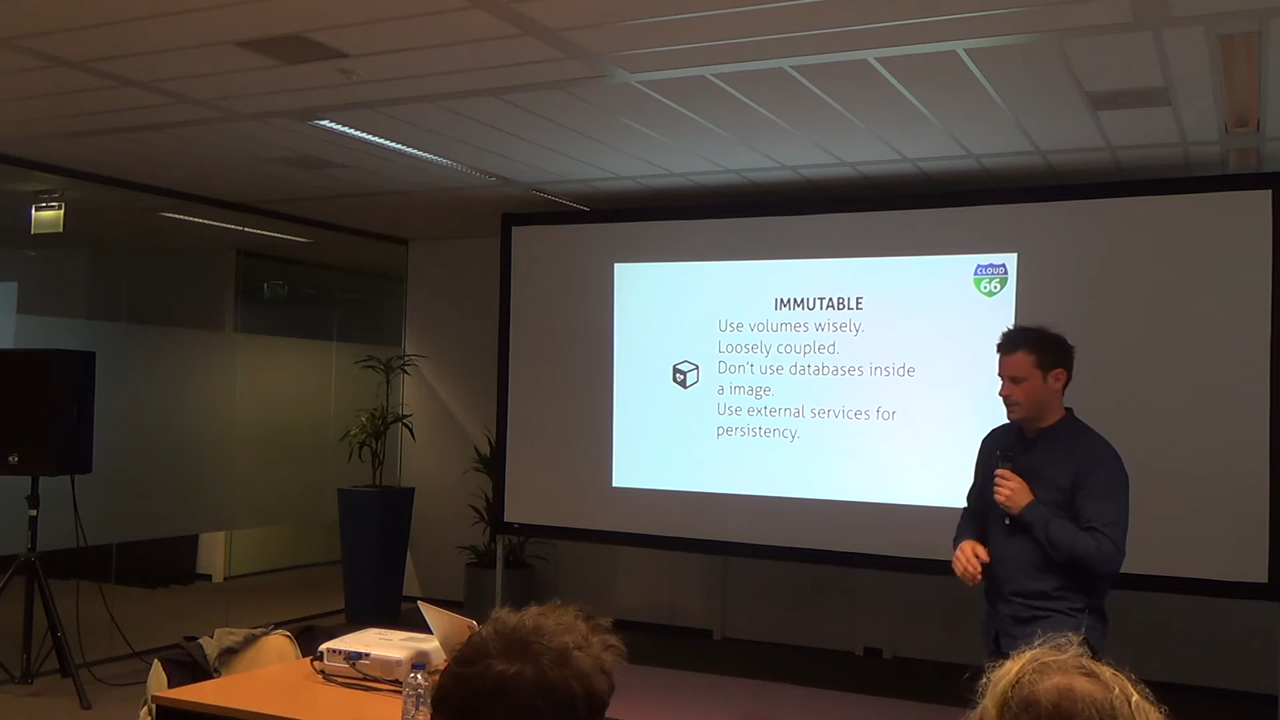 CLOUD
66
IMMUTABLE
Use volumes wisely.
Loosely coupled.
Don't use databases inside
a image.
Use external services for
persistency.